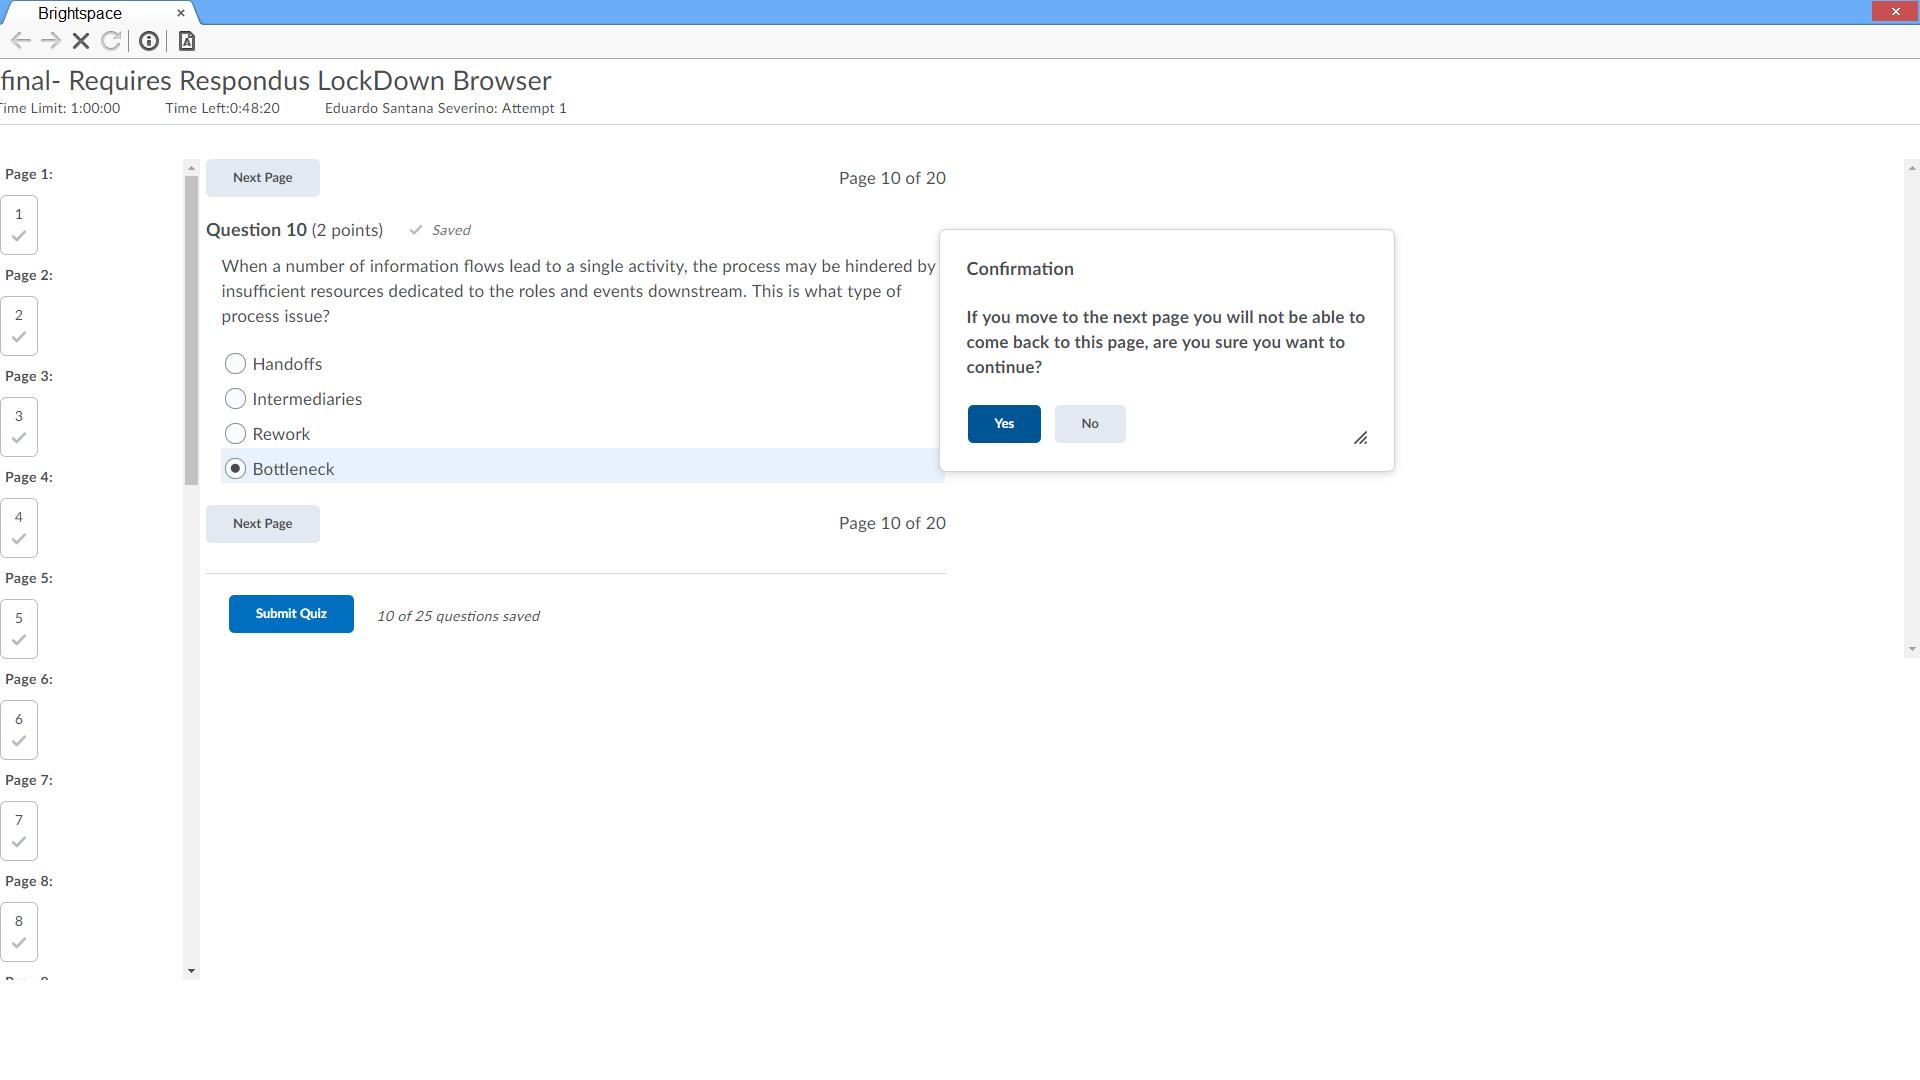 Brightspace
final- Requires Respondus LockDown Browser
Time Limit: 1:00:00 Time Left:0:48:20 Eduardo Santana Severino: Attempt 1
Page 1:
1
Page 2:
2
Page 3:
3
Page 4:
4
Page 5:
5
Page 6:
6
Page 7:
7
Page 8:
8
Next Page
Page 10 of 20
Question 10 (2 points) Saved
When a number of information flows lead to a single activity, the process may be hindered by
insufficient resources dedicated to the roles and events downstream. This is what type of
process issue?
Handoffs
Intermediaries
Rework
Bottleneck
Next Page
Page 10 of 20
Submit Quiz
10 of 25 questions saved
Confirmation
If you move to the next page you will not be able to
come back to this page, are you sure you want to
continue?
Yes
No